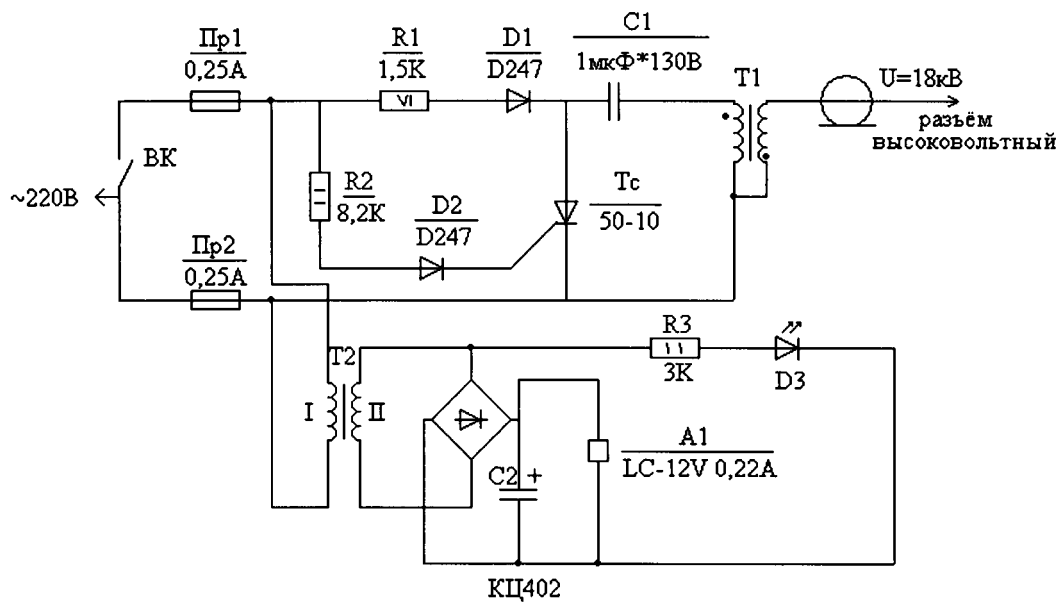 C1
1мкФ*130В
Пр1
0,25А
R1
1,5К
VI
D1
D247
T1
U=18кВ
разъём
высоковольтный
ВК
~220В
R2
8,2К
D2
D247
Тс
50-10
Пр2
0,25А
R3
3К
D3
T2
I
II
A1
LC-12V 0,22A
C2
+
КЦ402